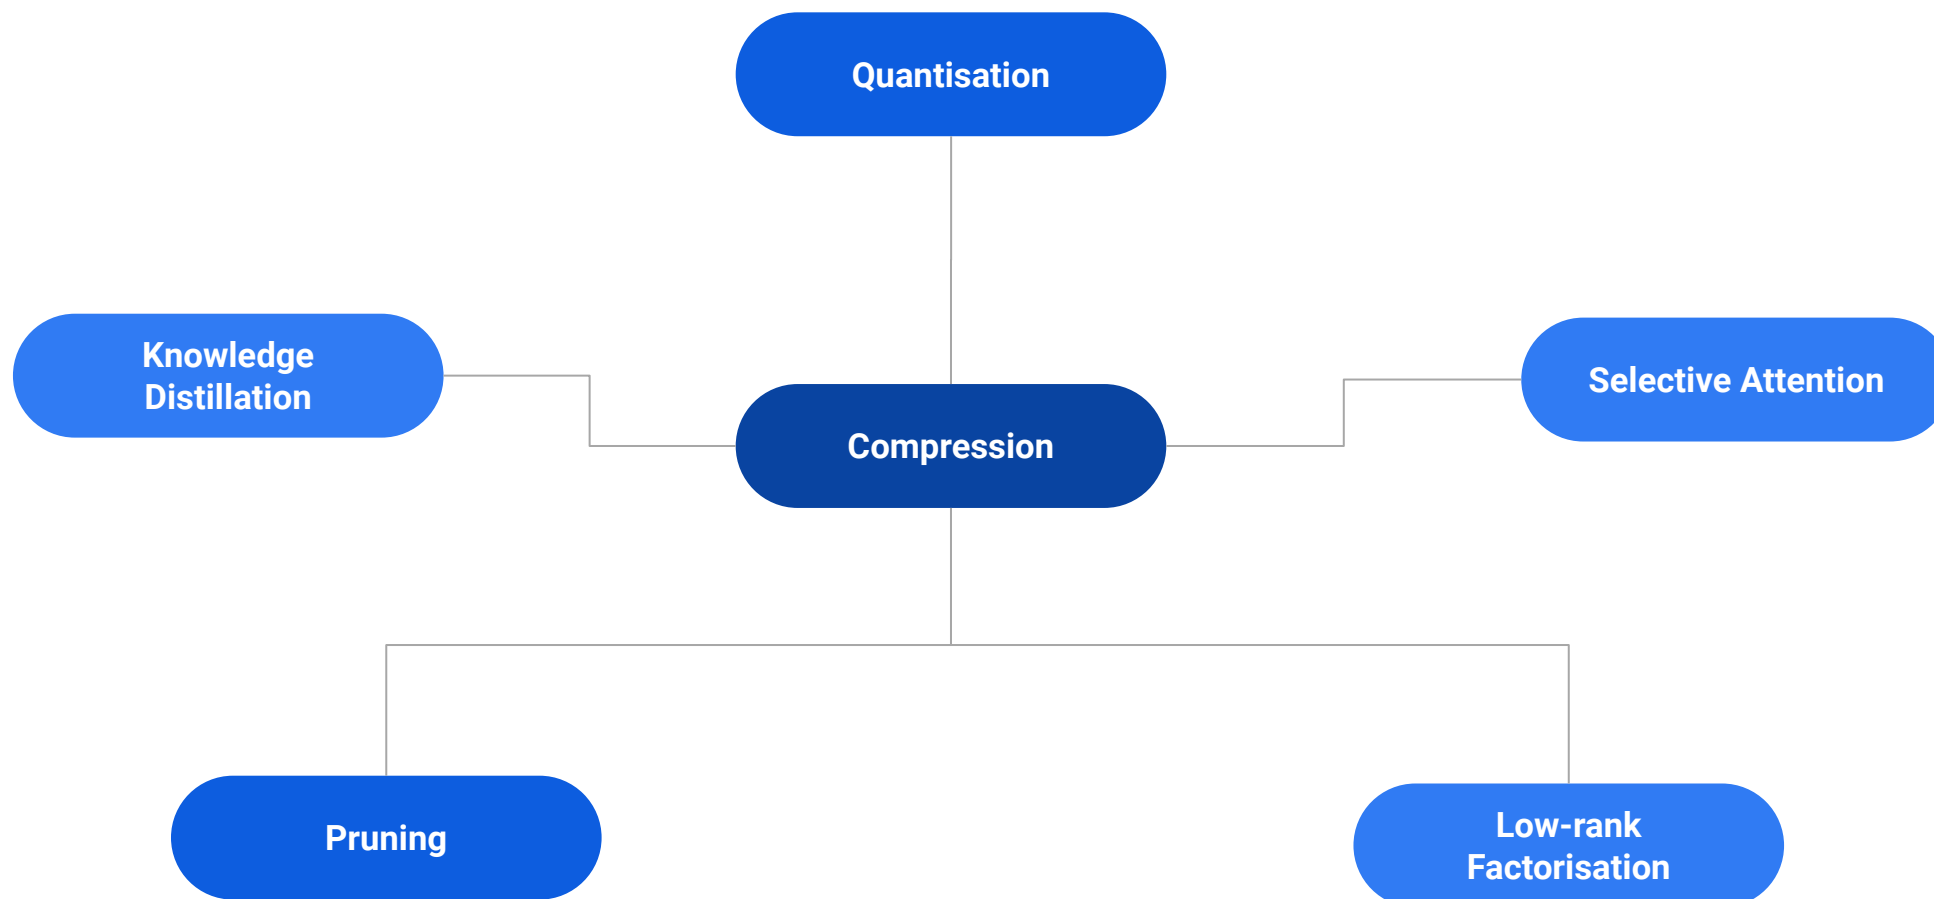 Quantisation
Knowledge
Distillation
Selective Attention
Compression
Pruning
Low-rank
Factorisation